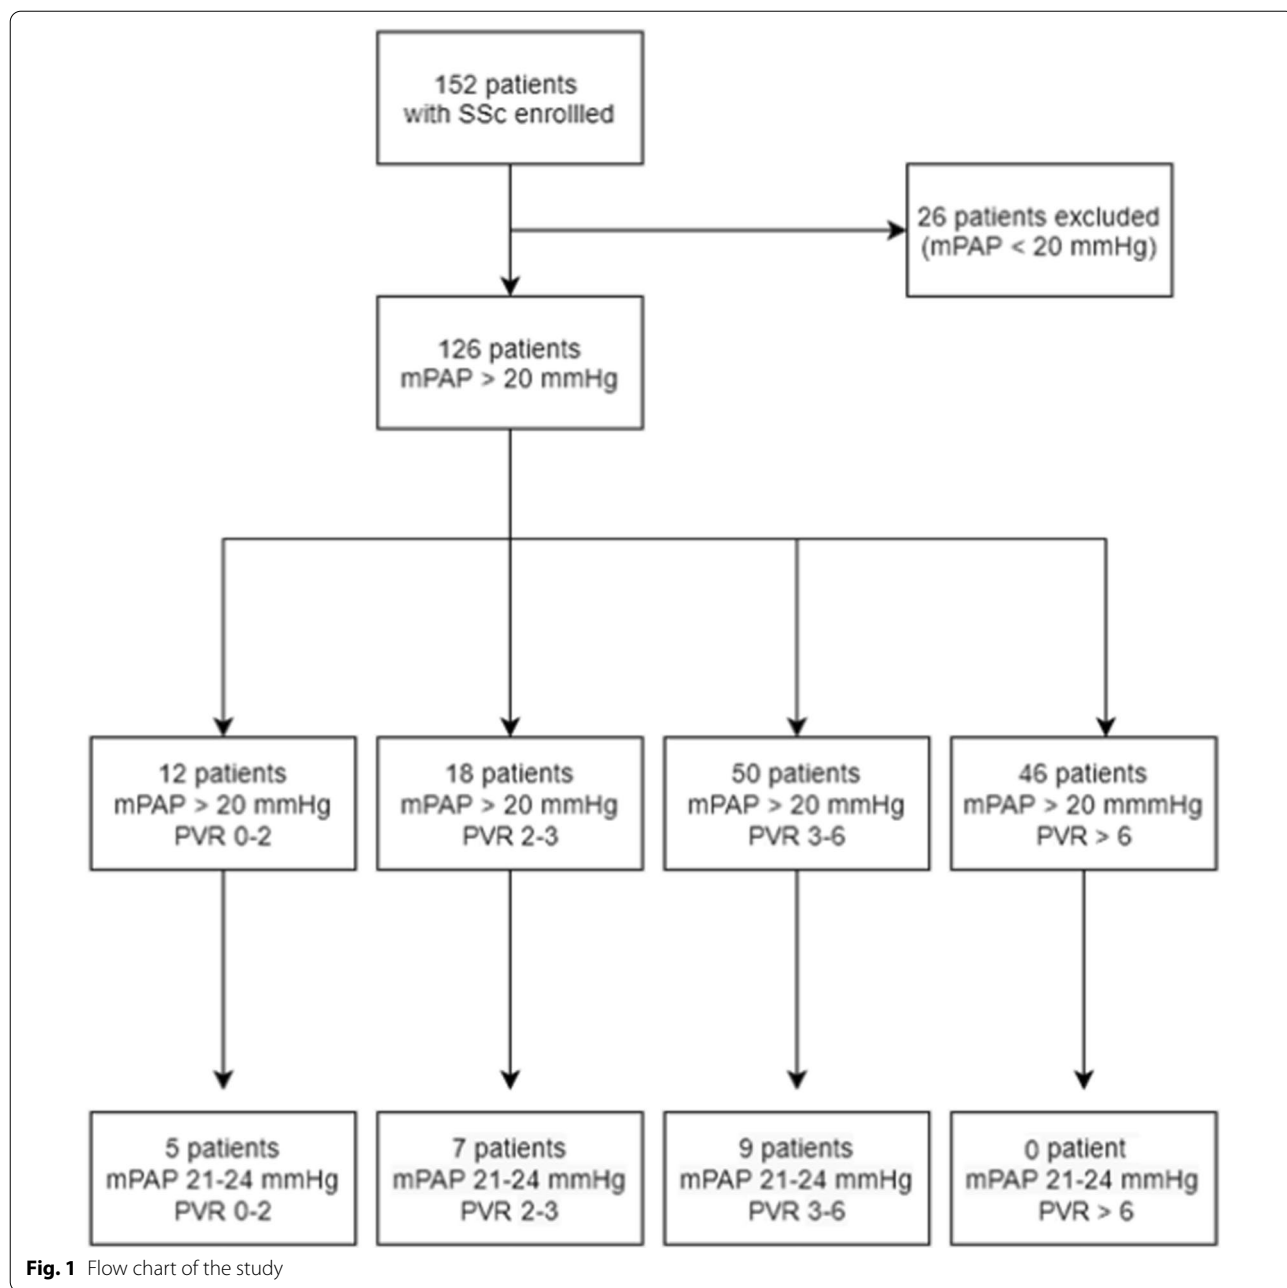 152 patients
with SSc enrollled
26 patients excluded
(mPAP < 20 mmHg)
126 patients
mPAP > 20 mmHg
12 patients
mPAP > 20 mmHg
PVR 0-2
18 patients
mPAP > 20 mmHg
PVR 2-3
50 patients
mPAP > 20 mmHg
PVR 3-6
46 patients
mPAP > 20 mmmHg
PVR > 6
5 patients
mPAP 21-24 mmHg
PVR 0-2
7 patients
mPAP 21-24 mmHg
PVR 2-3
9 patients
mPAP 21-24 mmHg
PVR 3-6
0 patient
mPAP 21-24 mmHg
PVR > 6
Fig. 1 Flow chart of the study